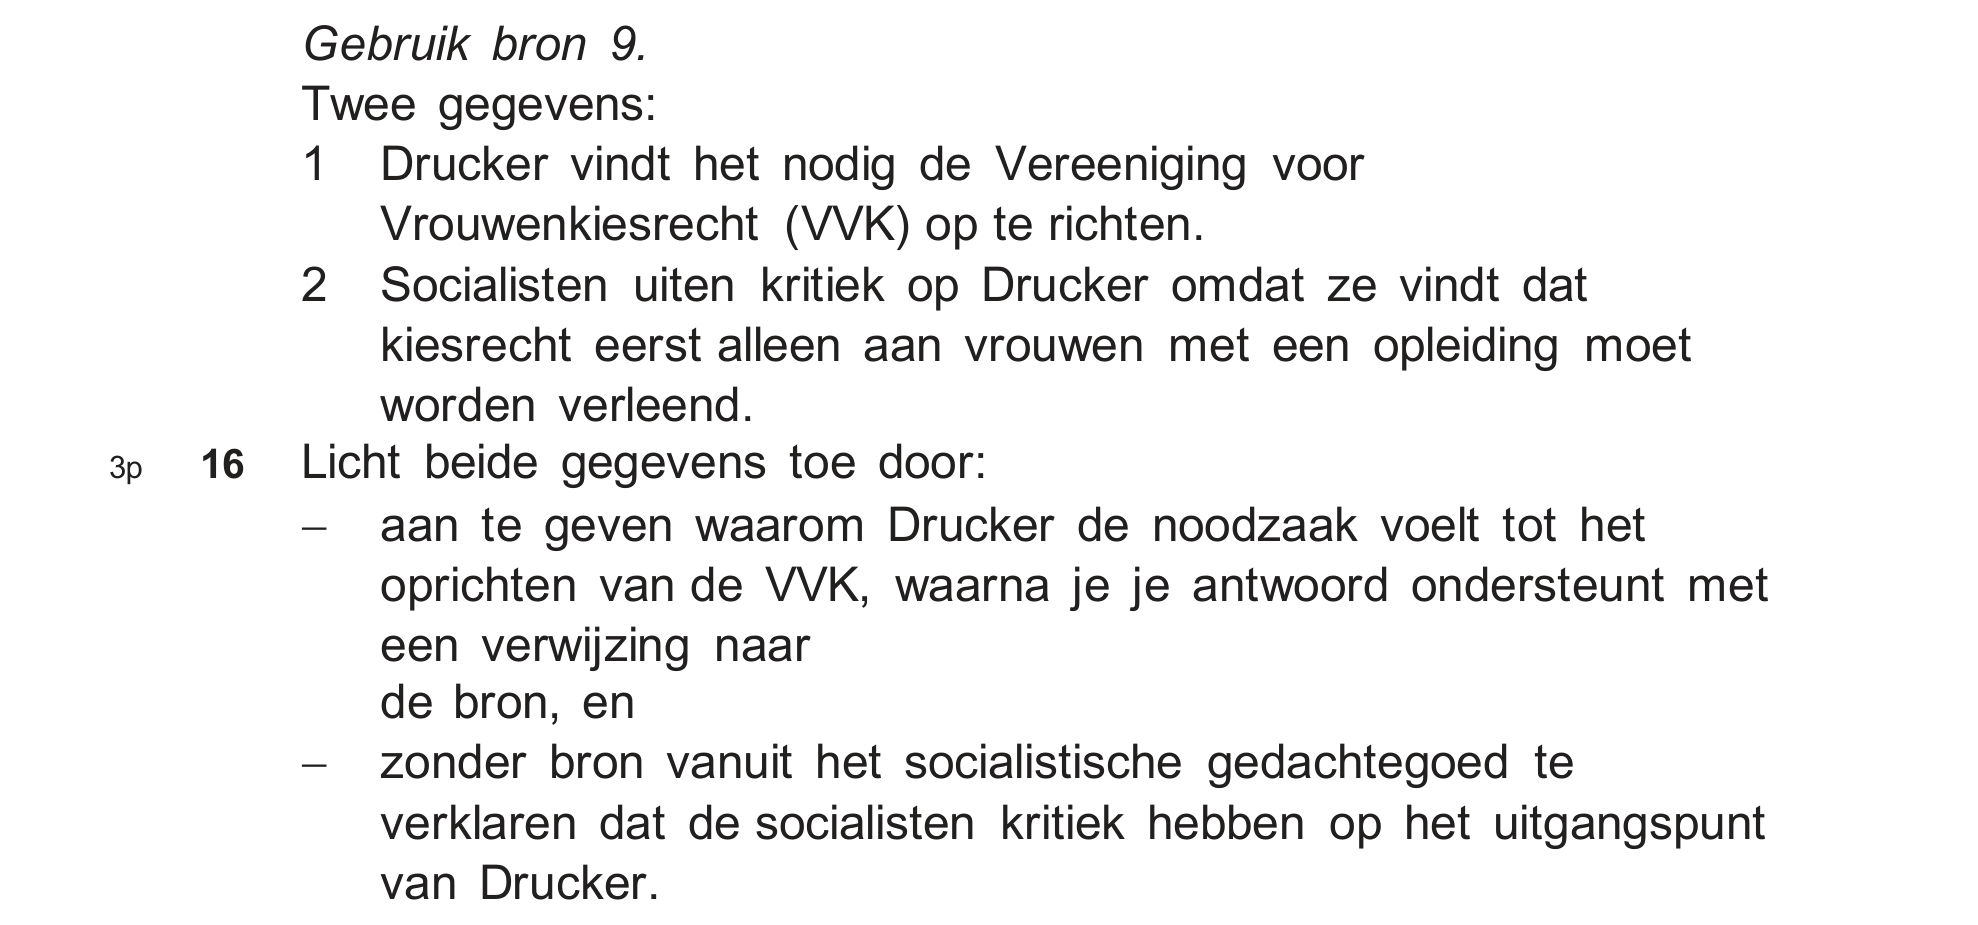 Gebruik bron 9.
Twee gegevens:
1 Drucker vindt het nodig de Vereeniging voor
Vrouwenkiesrecht (VVK) op te richten.
2 Socialisten uiten kritiek op Drucker omdat ze vindt dat
kiesrecht eerst alleen aan vrouwen met een opleiding moet
worden verleend.
3p 16 Licht beide gegevens toe door:
– aan te geven waarom Drucker de noodzaak voelt tot het
oprichten van de VVK, waarna je je antwoord ondersteunt met
een verwijzing naar
de bron, en
– zonder bron vanuit het socialistische gedachtegoed te
verklaren dat de socialisten kritiek hebben op het uitgangspunt
van Drucker.